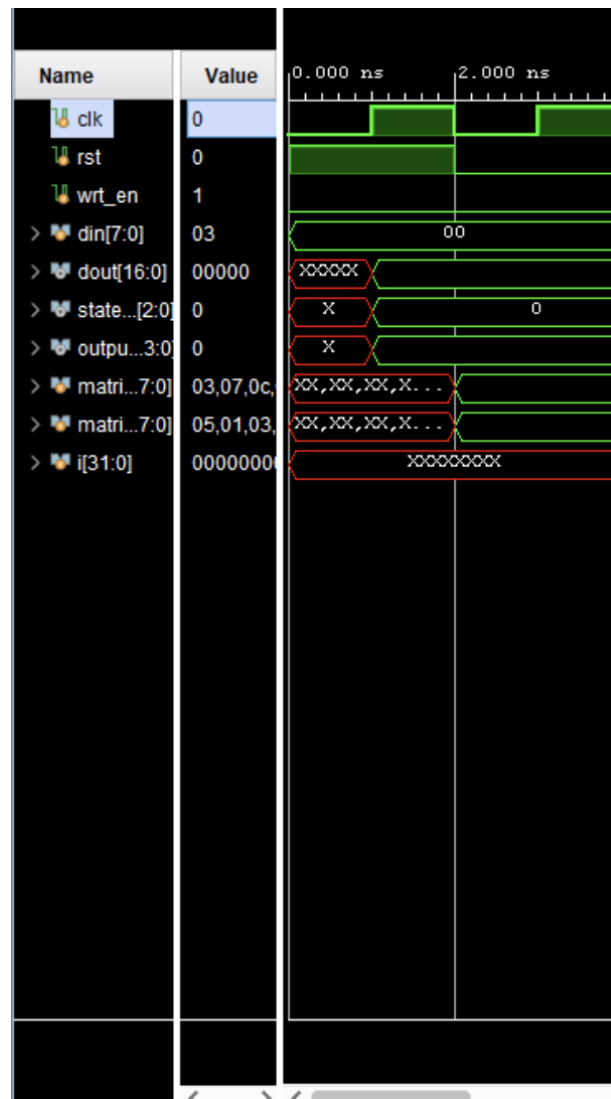 Name Value 0.000 ns 2.000 ns
clk 0
rst 0
wrt_en 1
din[7:0] 03 00
dout[16:0] 00000 XXXXX
state...[2:0] 0 X 0
outpu...3:0] 0 X
matri...7:0] 03,07,0c, XX,XX,XX,X...
matri...7:0] 05,01,03, XX,XX,XX,X...
i[31:0] 00000000 XXXXXXXX